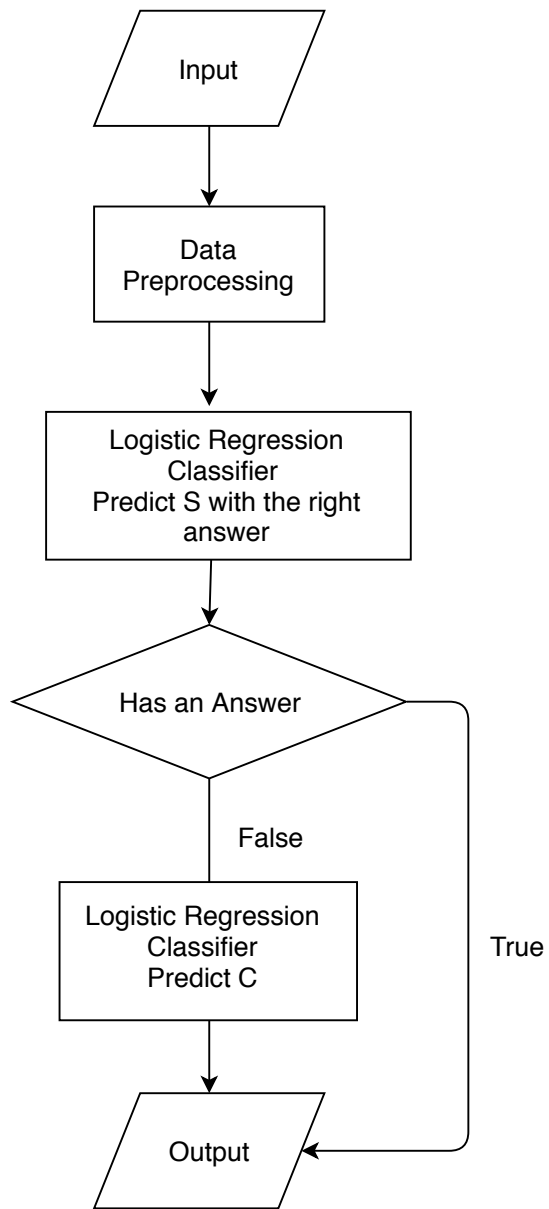 Input
Data
Preprocessing
Logistic Regression
Classifier
Predict S with the right
answer
Has an Answer
False
Logistic Regression
Classifier
Predict C
True
Output